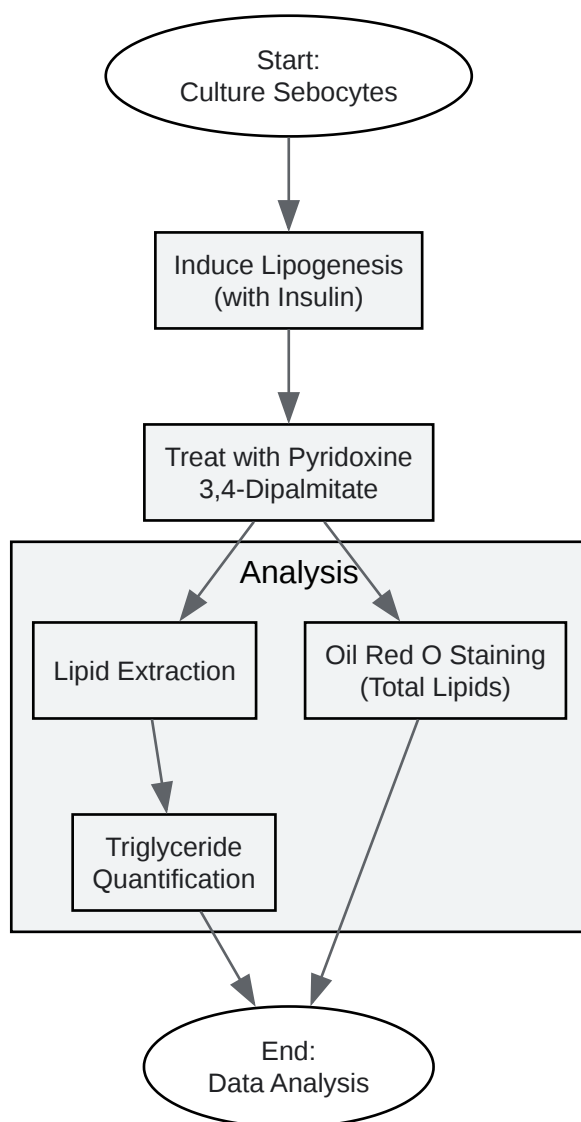 Start:
Culture Sebocytes
Induce Lipogenesis
(with Insulin)
Treat with Pyridoxine
3,4-Dipalmitate
Analysis
Lipid Extraction
Oil Red O Staining
(Total Lipids)
Triglyceride
Quantification
End:
Data Analysis